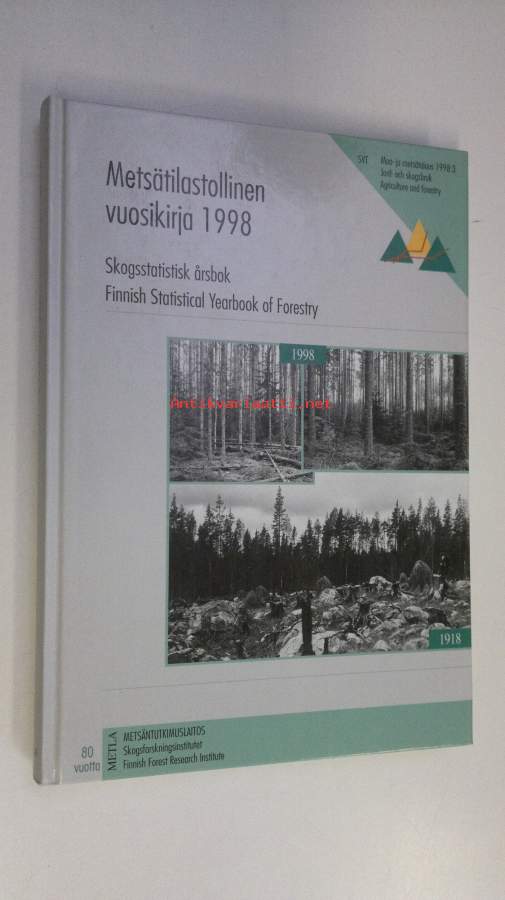 SVT Maa- ja metsätalous 1998:3
Jord- och skogsbruk
Agriculture and forestry
Metsätilastollinen
vuosikirja 1998
Skogsstatistisk årsbok
Finnish Statistical Yearbook of Forestry
1998
Antikvariaatti.net
1918
80
vuotta
METLA
METSÄNTUTKIMUSLAITOS
Skogsforskningsinstitutet
Finnish Forest Research Institute